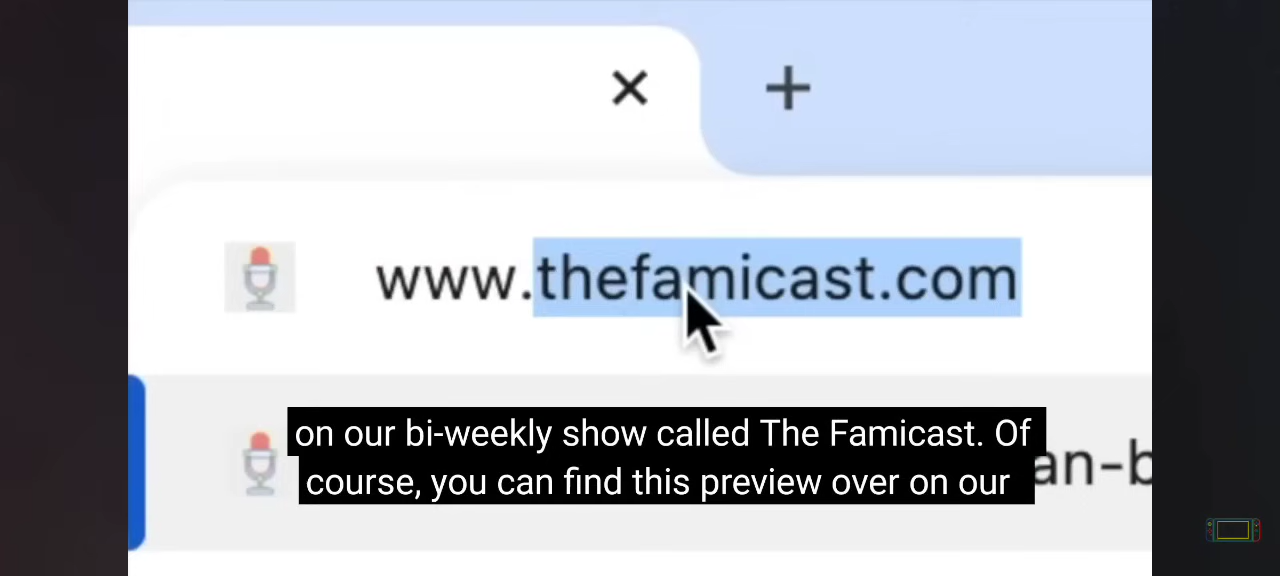 www.thefamicast.com
on our bi-weekly show called The Famicast. Of
course, you can find this preview over on our
an-b